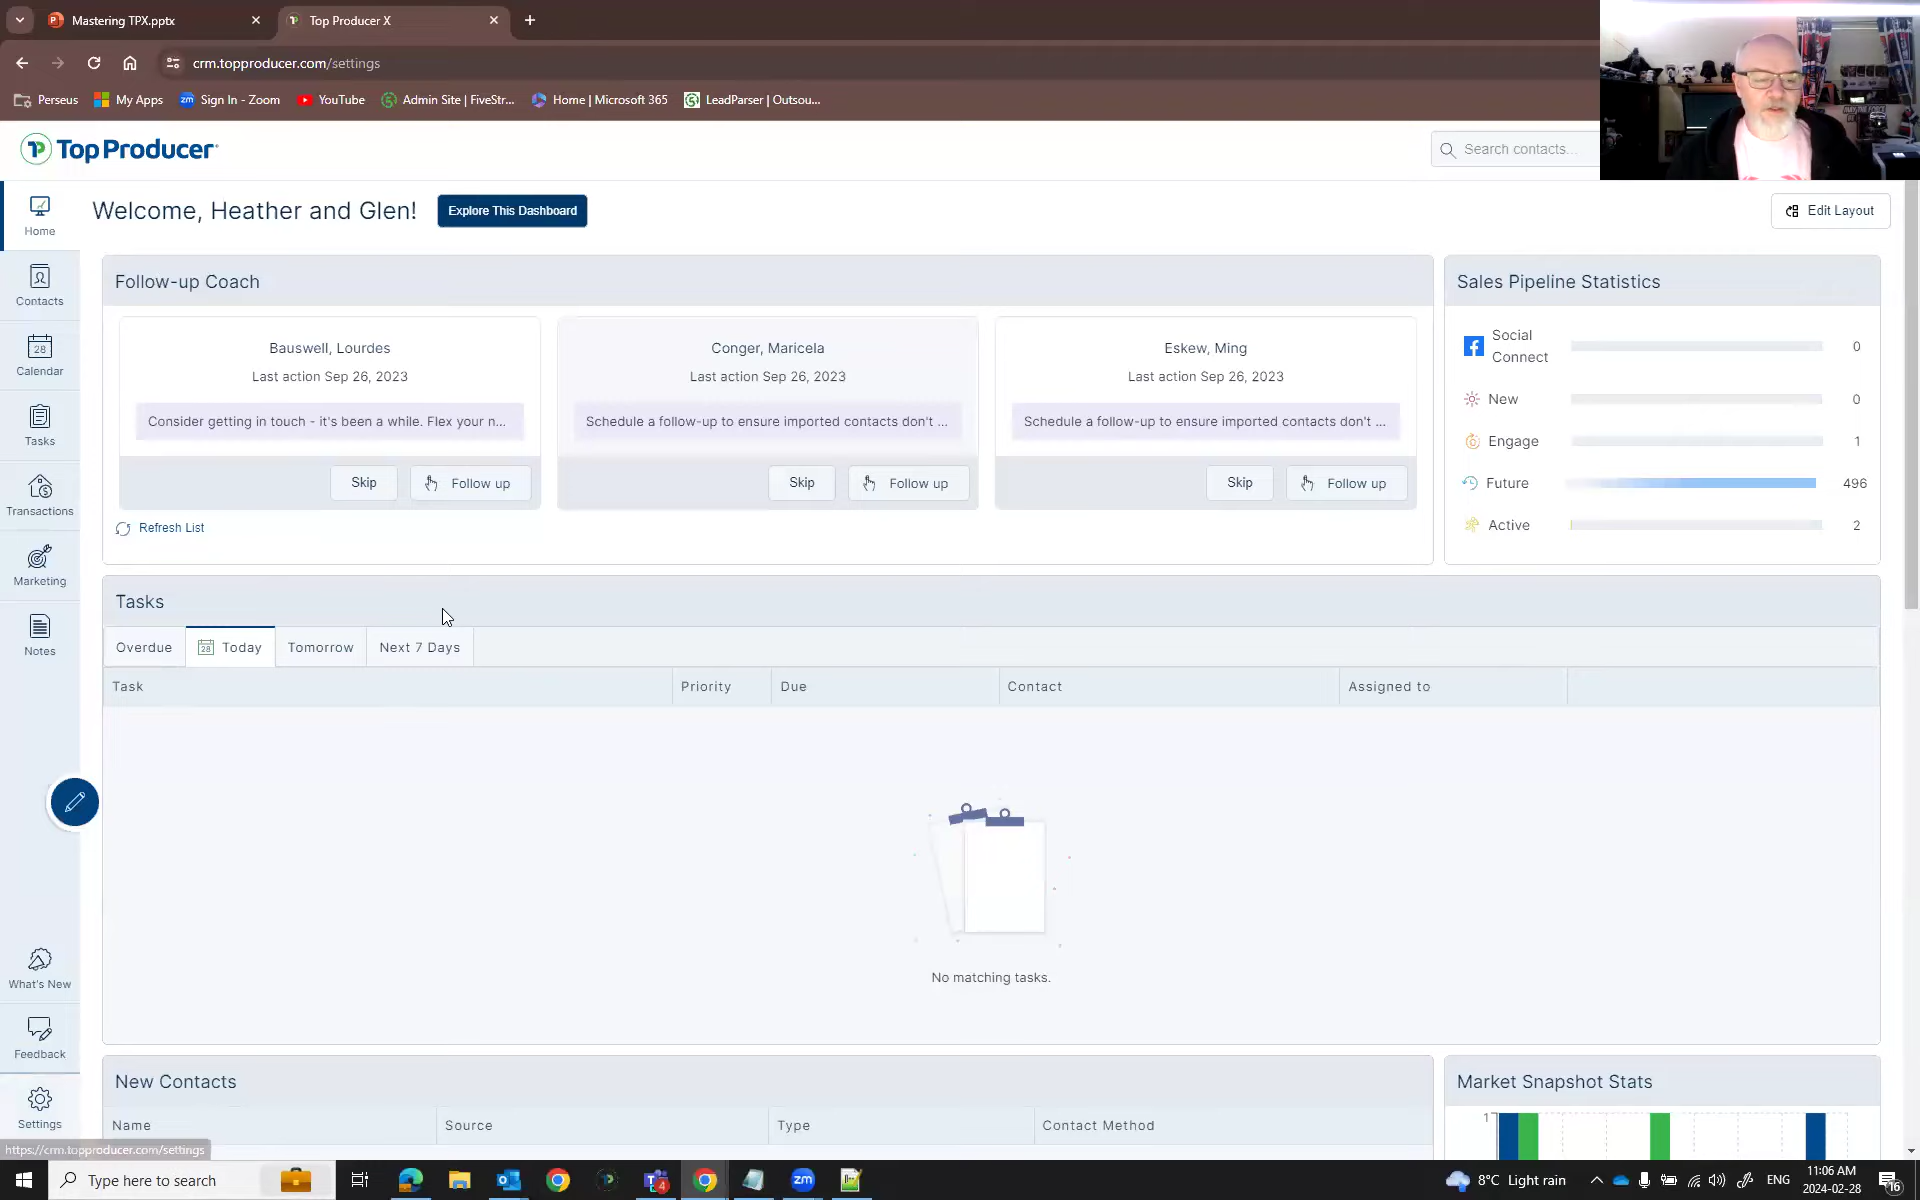 Mastering TPX.pptx
Top Producer X
crm.topproducer.com/settings
Perseus
My Apps
Sign In - Zoom
YouTube
Admin Site | FiveStr...
Home | Microsoft 365
LeadParser | Outsou...
Top Producer
Search contacts...
Home
Contacts
28
Calendar
Tasks
Transactions
Marketing
Notes
What's New
Feedback
Settings
Welcome, Heather and Glen!
Explore This Dashboard
Edit Layout
Follow-up Coach
Bauswell, Lourdes
Last action Sep 26, 2023
Consider getting in touch - it's been a while. Flex your n...
Skip
Follow up
Conger, Maricela
Last action Sep 26, 2023
Schedule a follow-up to ensure imported contacts don't ...
Skip
Follow up
Eskew, Ming
Last action Sep 26, 2023
Schedule a follow-up to ensure imported contacts don't ...
Skip
Follow up
Refresh List
Sales Pipeline Statistics
Social Connect 0
New 0
Engage 1
Future 496
Active 2
Tasks
Overdue
28 Today
Tomorrow
Next 7 Days
Task Priority Due Contact Assigned to
No matching tasks.
New Contacts
Name Source Type Contact Method
Market Snapshot Stats
1
https://crm.topproducer.com/settings
Type here to search
4
zm
8°C Light rain
ENG
11:06 AM
2024-02-28
16